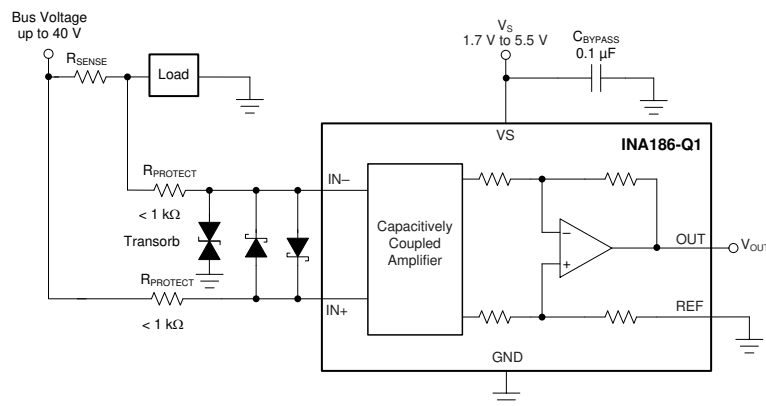 Bus Voltage
up to 40 V
RSENSE
Load
VS
1.7 V to 5.5 V
CBYPASS
0.1 µF
VS
INA186-Q1
RPROTECT
< 1 kΩ
IN–
Transorb
Capacitively
Coupled
Amplifier
–
+
OUT
VOUT
RPROTECT
< 1 kΩ
IN+
REF
GND